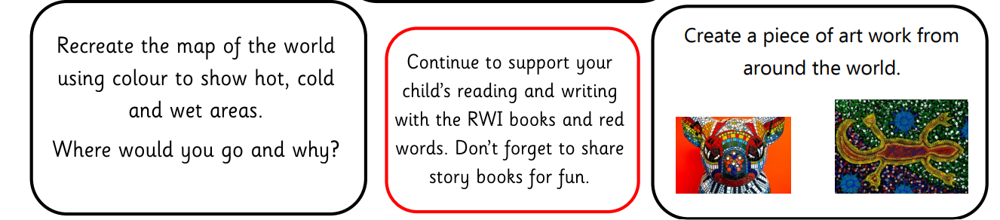 Recreate the map of the world
using colour to show hot, cold
and wet areas.
Where would you go and why?
Continue to support your
child's reading and writing
with the RWI books and red
words. Don't forget to share
story books for fun.
Create a piece of art work from
around the world.